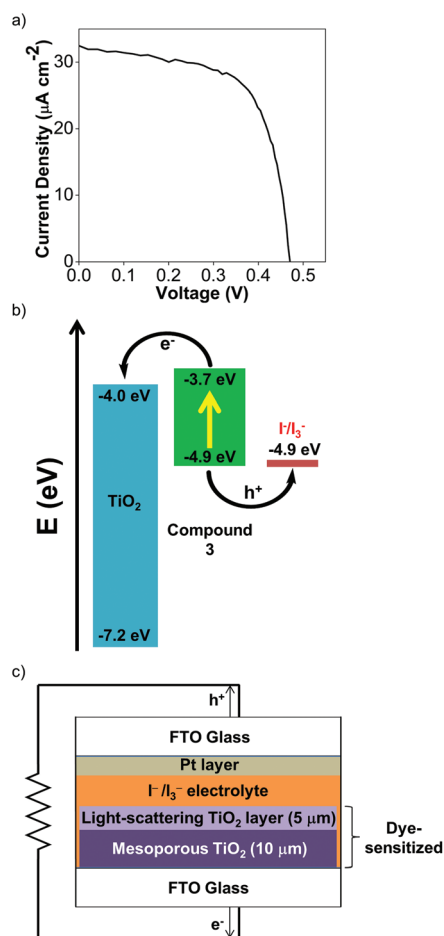 a)
Current Density (μA cm⁻²)
30
20
10
0
0.0 0.1 0.2 0.3 0.4 0.5
Voltage (V)
b)
E (eV)
e⁻
-4.0 eV
-3.7 eV
-4.9 eV
I⁻/I₃⁻
-4.9 eV
h⁺
TiO₂
Compound
3
-7.2 eV
c)
h⁺
FTO Glass
Pt layer
I⁻/I₃⁻ electrolyte
Light-scattering TiO₂ layer (5 μm)
Mesoporous TiO₂ (10 μm)
Dye-
sensitized
FTO Glass
e⁻